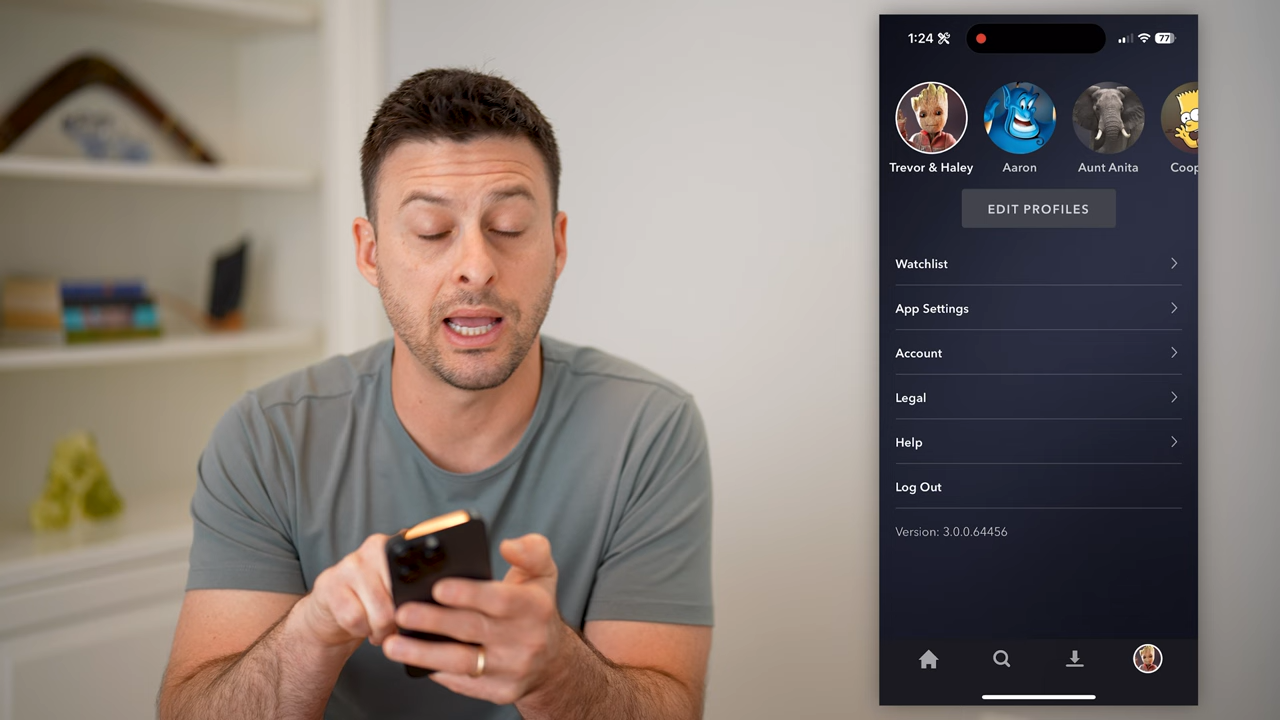 1:24
77
Trevor & Haley
Aaron
Aunt Anita
Coop
EDIT PROFILES
Watchlist
App Settings
Account
Legal
Help
Log Out
Version: 3.0.0.64456